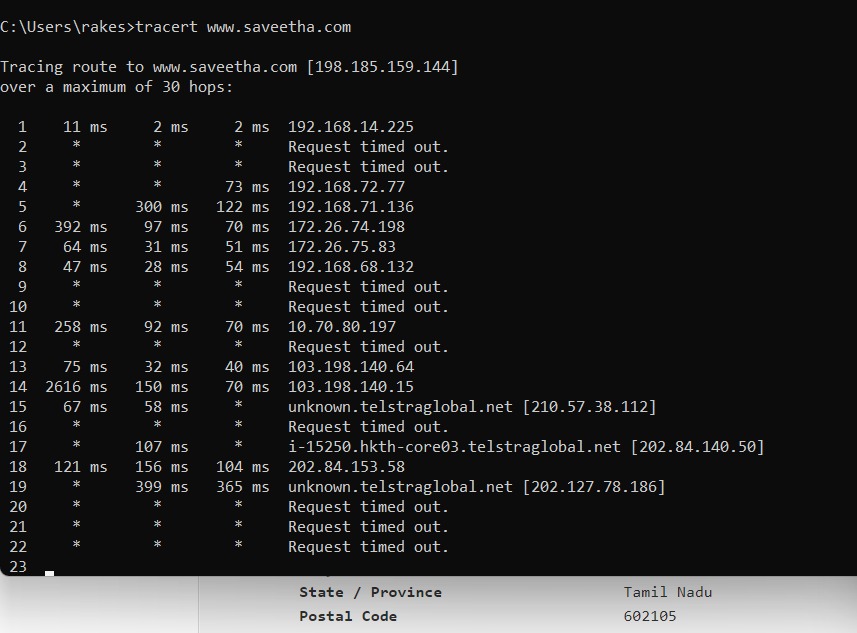 C:\Users\rakes>tracert www.saveetha.com
Tracing route to www.saveetha.com [198.185.159.144]
over a maximum of 30 hops:
1 11 ms 2 ms 2 ms 192.168.14.225
2 * * * Request timed out.
3 * * * Request timed out.
4 * * 73 ms 192.168.72.77
5 * 300 ms 122 ms 192.168.71.136
6 392 ms 97 ms 70 ms 172.26.74.198
7 64 ms 31 ms 51 ms 172.26.75.83
8 47 ms 28 ms 54 ms 192.168.68.132
9 * * * Request timed out.
10 * * * Request timed out.
11 258 ms 92 ms 70 ms 10.70.80.197
12 * * * Request timed out.
13 75 ms 32 ms 40 ms 103.198.140.64
14 2616 ms 150 ms 70 ms 103.198.140.15
15 67 ms 58 ms * unknown.telstraglobal.net [210.57.38.112]
16 * * * Request timed out.
17 * 107 ms * i-15250.hkth-core03.telstraglobal.net [202.84.140.50]
18 121 ms 156 ms 104 ms 202.84.153.58
19 * 399 ms 365 ms unknown.telstraglobal.net [202.127.78.186]
20 * * * Request timed out.
21 * * * Request timed out.
22 * * * Request timed out.
23
State / Province Tamil Nadu
Postal Code 602105